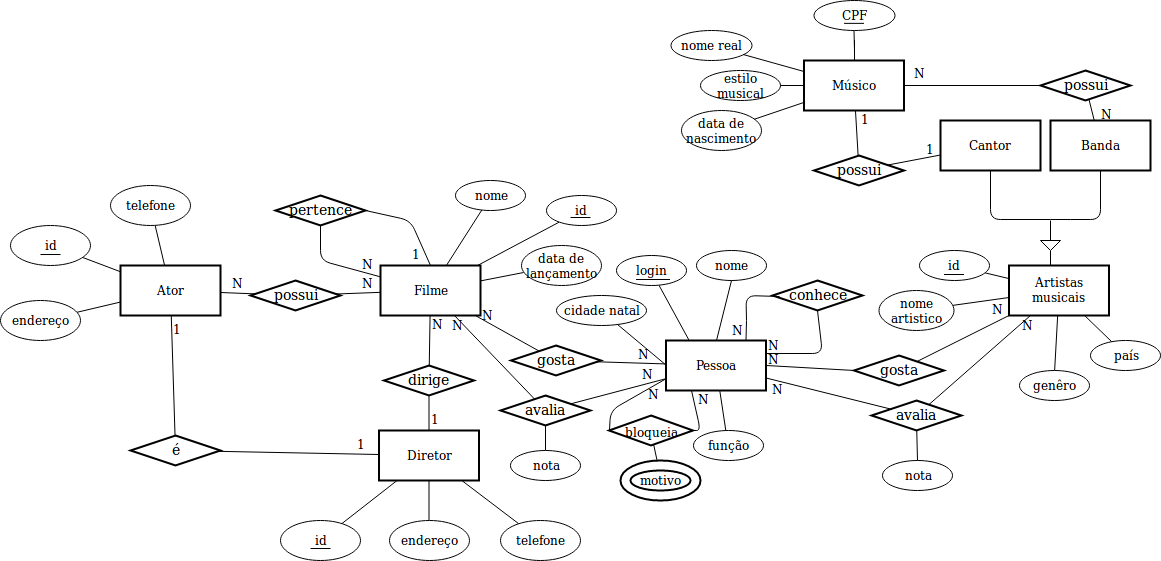 CPF
nome real
estilo
musical
data de
nascimento
Músico
N
possui
N
1
possui
1
Cantor
Banda
telefone
id
endereço
Ator
N
possui
N
pertence
N
1
Filme
nome
id
data de
lançamento
login
nome
cidade natal
conhece
N
N
Pessoa
id
nome
artistico
Artistas
musicais
país
genêro
N
N
N
gosta
N
avalia
nota
N
N
gosta
N
N
avalia
N
nota
N
bloqueia
N
motivo
função
N
dirige
1
1
é
1
Diretor
id
endereço
telefone